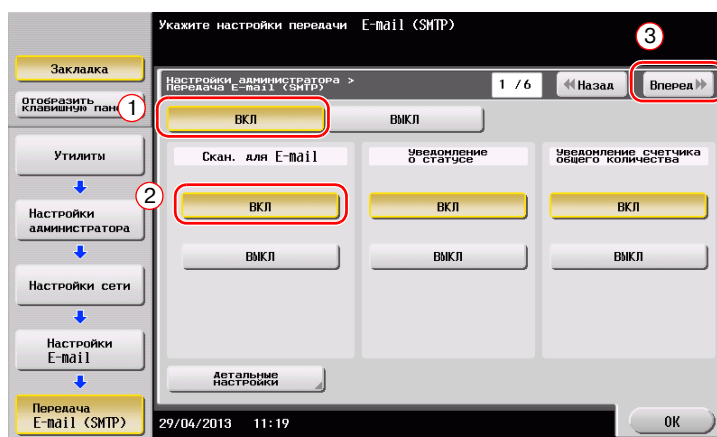 Укажите настройки передачи E-mail (SMTP)
3
Закладка
Отобразить
клавишную
1
Настройки администратора >
Передача E-mail (SMTP)
1 /6
Назад
Вперед
ВКЛ
ВЫКЛ
Утилиты
Настройки
администратора
Настройки сети
Настройки
E-mail
Передача
E-mail (SMTP)
Скан. для E-mail
Уведомление
о статусе
Уведомление счетчика
общего количества
2
ВКЛ
ВКЛ
ВКЛ
ВЫКЛ
ВЫКЛ
ВЫКЛ
Детальные
настройки
29/04/2013 11:19
OK